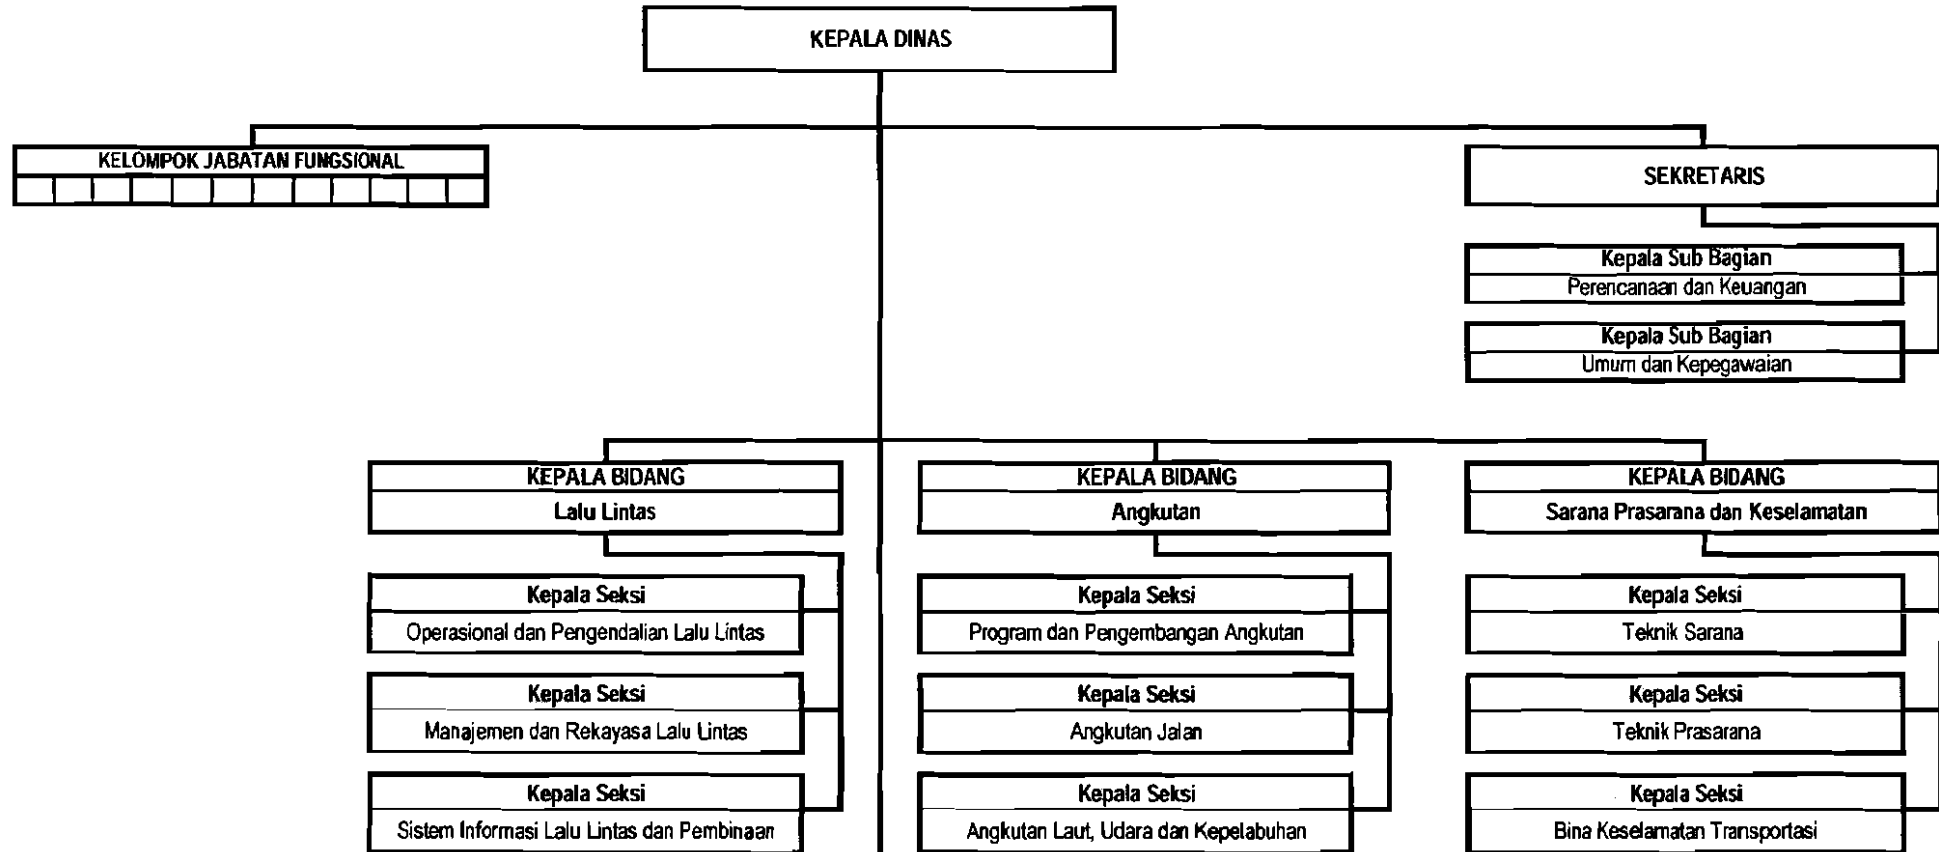 KEPALA DINAS
KELOMPOK JABATAN FUNGSIONAL
SEKRETARIS
Kepala Sub Bagian
Perencanaan dan Keuangan
Kepala Sub Bagian
Umum dan Kepegawaian
KEPALA BIDANG
Lalu Lintas
Kepala Seksi
Operasional dan Pengendalian Lalu Lintas
Kepala Seksi
Manajemen dan Rekayasa Lalu Lintas
Kepala Seksi
Sistem Informasi Lalu Lintas dan Pembinaan
KEPALA BIDANG
Angkutan
Kepala Seksi
Program dan Pengembangan Angkutan
Kepala Seksi
Angkutan Jalan
Kepala Seksi
Angkutan Laut, Udara dan Kepelabuhan
KEPALA BIDANG
Sarana Prasarana dan Keselamatan
Kepala Seksi
Teknik Sarana
Kepala Seksi
Teknik Prasarana
Kepala Seksi
Bina Keselamatan Transportasi